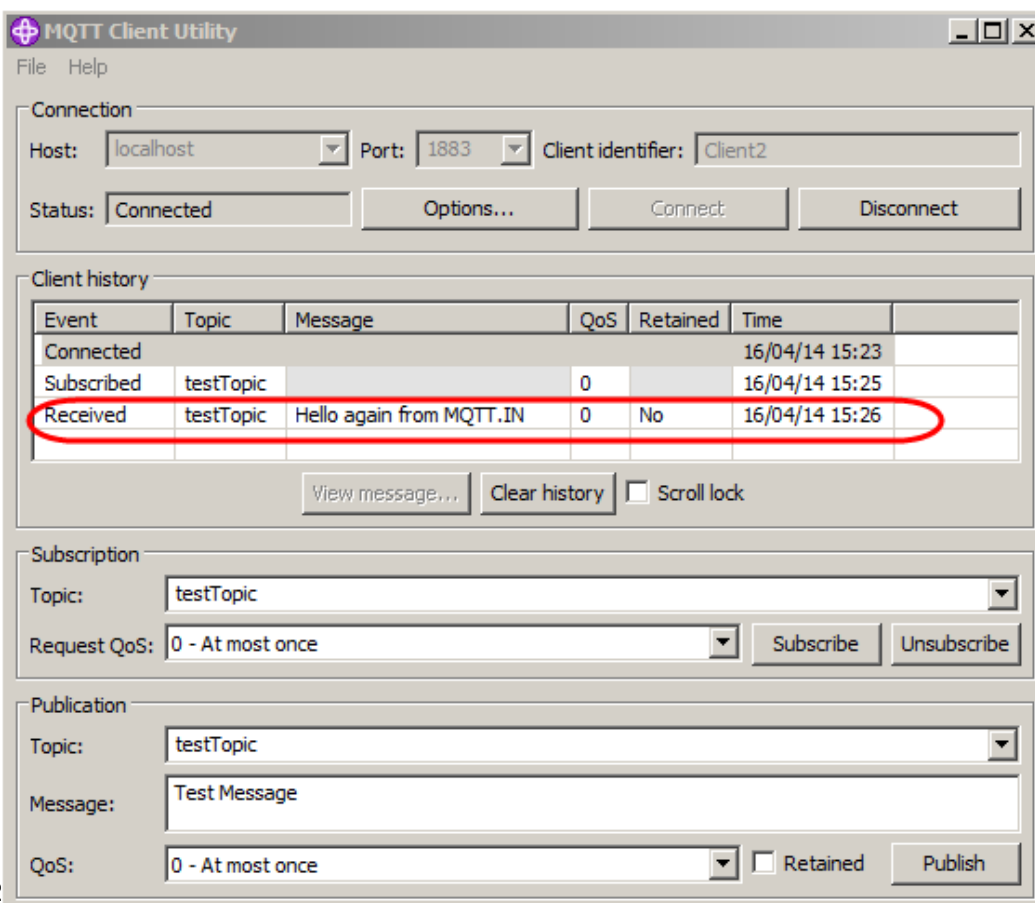 MQTT Client Utility
File Help
Connection
Host: localhost Port: 1883 Client identifier: Client2
Status: Connected Options... Connect Disconnect
Client history
Event Topic Message QoS Retained Time
Connected 16/04/14 15:23
Subscribed testTopic 0 16/04/14 15:25
Received testTopic Hello again from MQTT.IN 0 No 16/04/14 15:26
View message... Clear history Scroll lock
Subscription
Topic: testTopic
Request QoS: 0 - At most once Subscribe Unsubscribe
Publication
Topic: testTopic
Message: Test Message
QoS: 0 - At most once Retained Publish